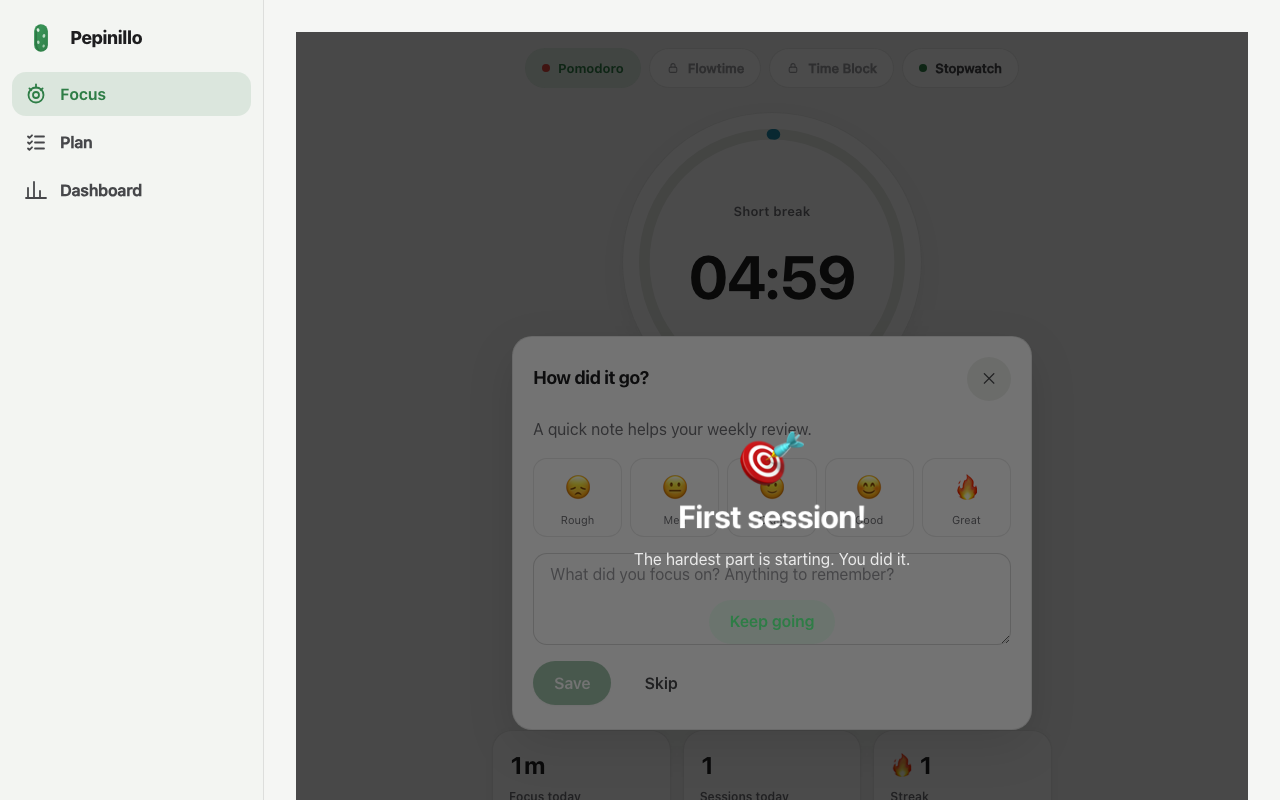 Pepinillo
Focus
Plan
Dashboard
Pomodoro
Flowtime
Time Block
Stopwatch
Short break
04:59
How did it go?
A quick note helps your weekly review.
Rough
Good
Great
First session!
The hardest part is starting. You did it.
What did you focus on? Anything to remember?
Keep going
Save
Skip
1m
1
1
Focus today
Sessions today
Streak